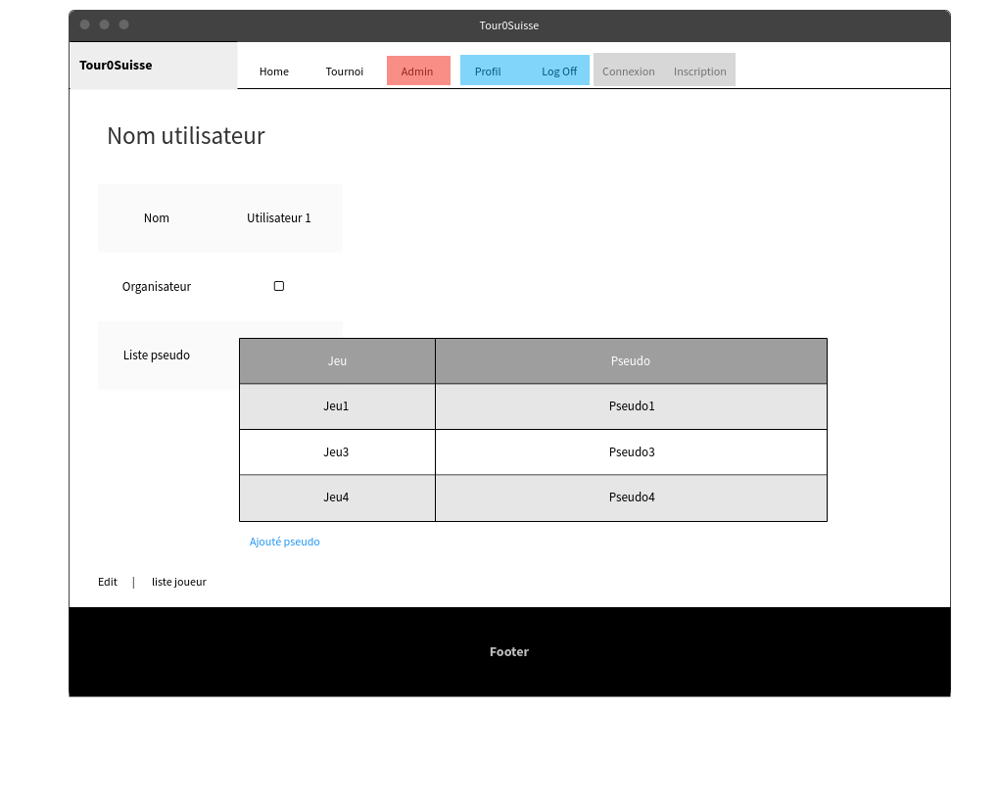 Tour0Suisse
Tour0Suisse
Home Tournoi Admin Profil Log Off Connexion Inscription
Nom utilisateur
Nom Utilisateur 1
Organisateur
Liste pseudo
Jeu Pseudo
Jeu1 Pseudo1
Jeu3 Pseudo3
Jeu4 Pseudo4
Ajouté pseudo
Edit | liste joueur
Footer